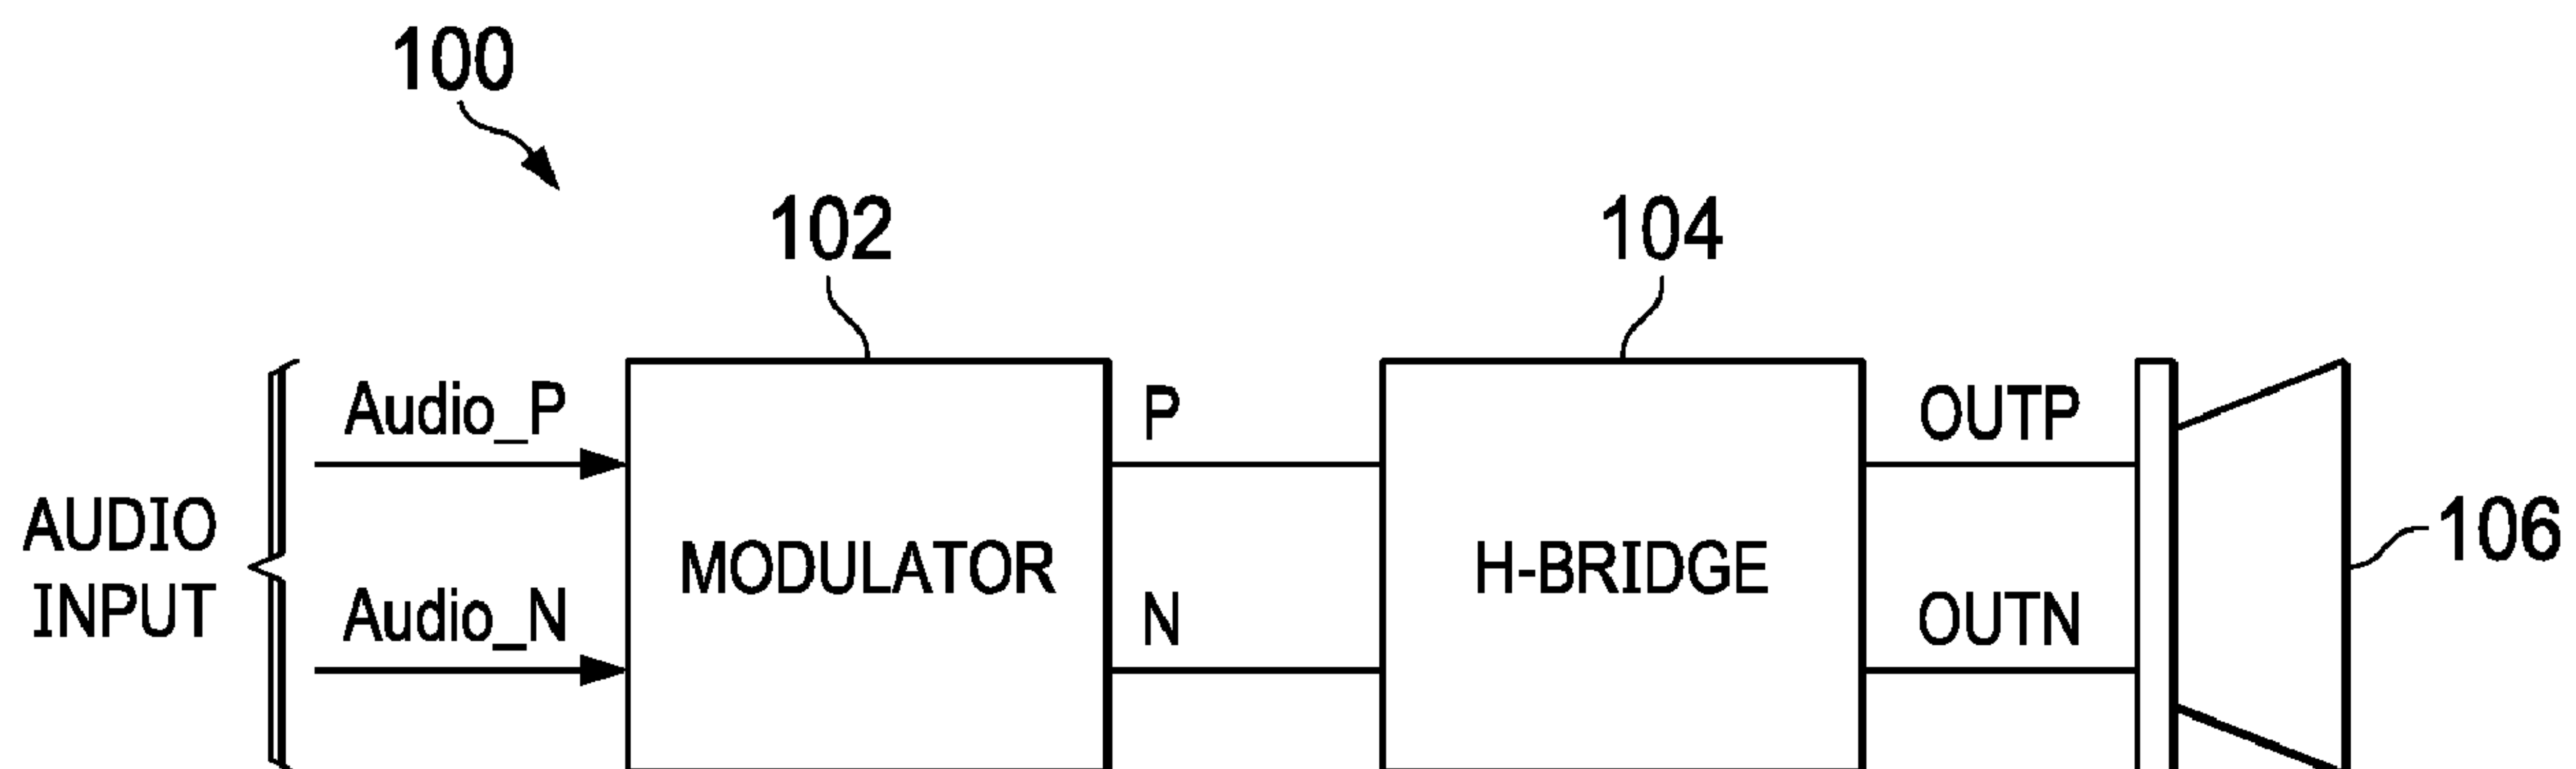 100
102
104
Audio_P
P
OUTP
AUDIO
INPUT
MODULATOR
H-BRIDGE
106
Audio_N
N
OUTN